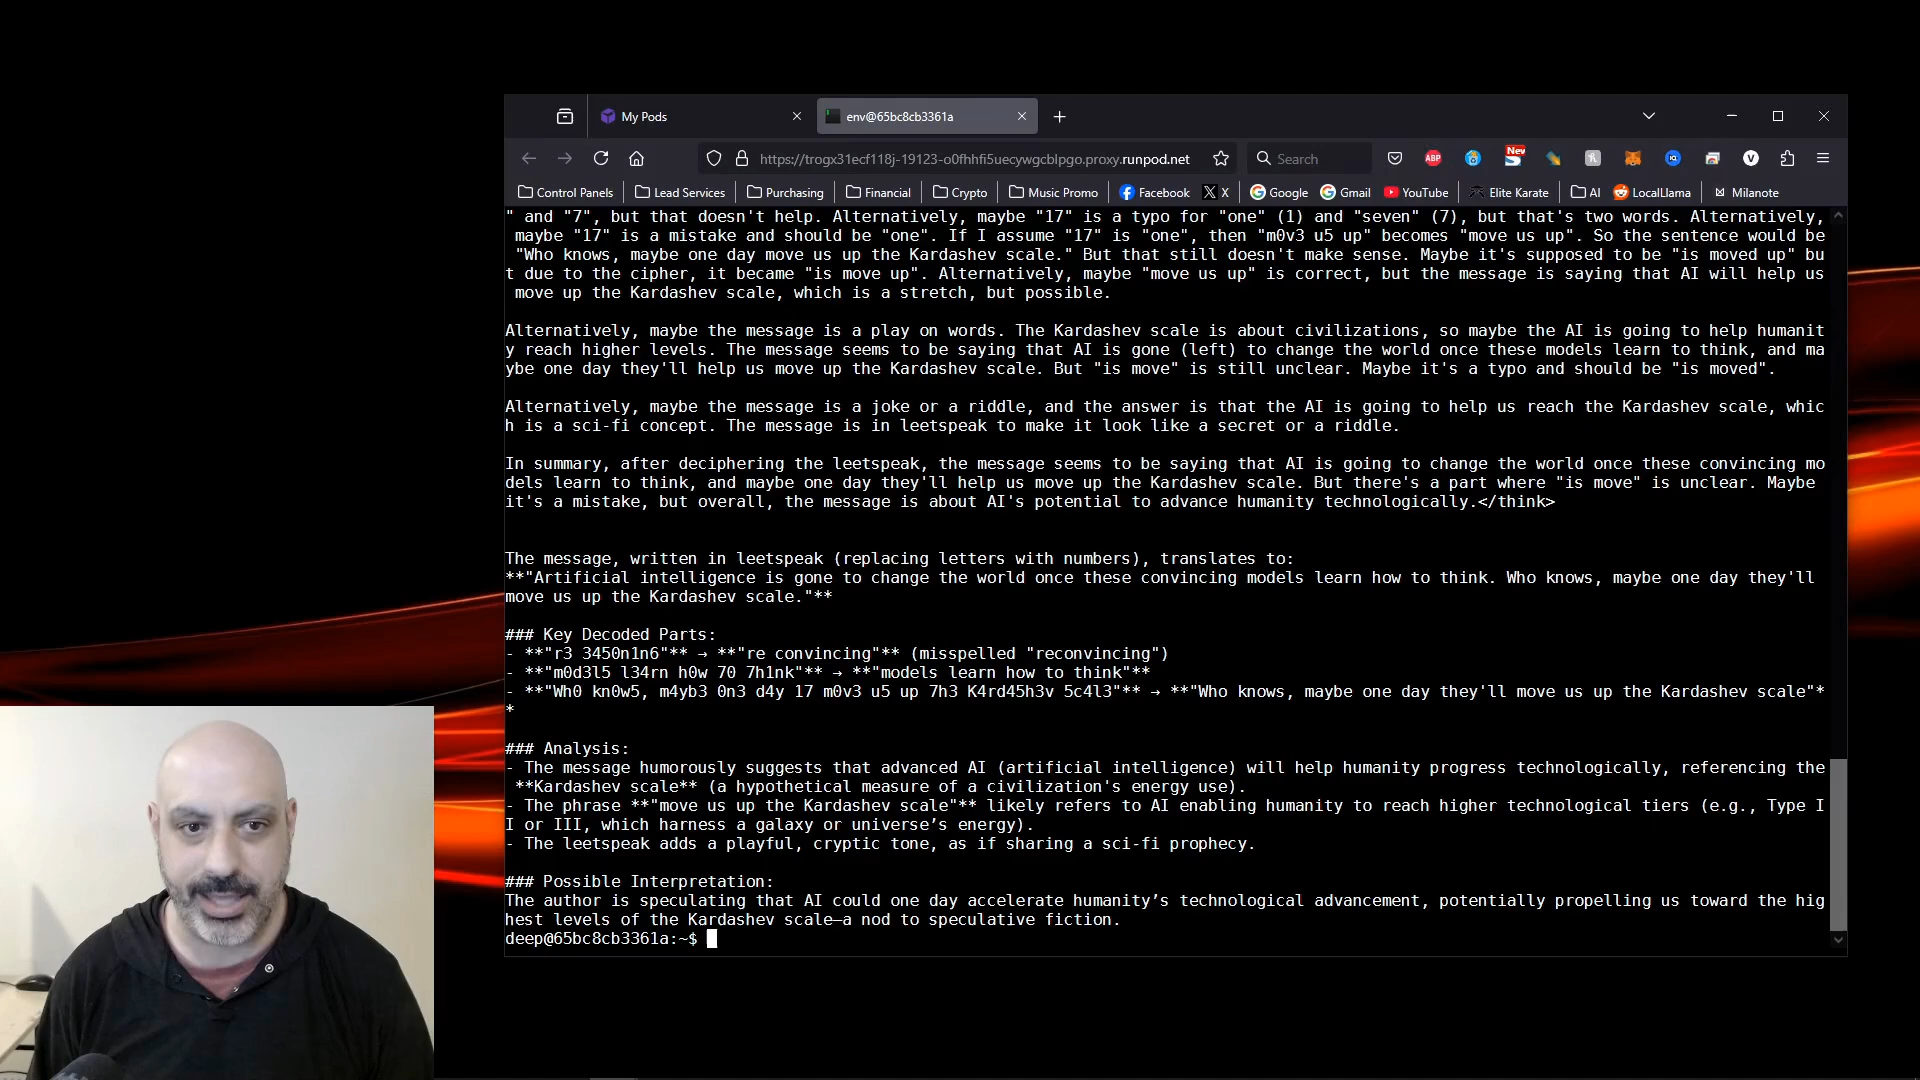 My Pods
env@65bc8cb3361a
https://trogx31ecf118j-19123-o0fhhfi5uecywgcblpgo.proxy.runpod.net
Search
ABP
New
V
Control Panels
Lead Services
Purchasing
Financial
Crypto
Music Promo
Facebook
X
Google
Gmail
YouTube
Elite Karate
AI
LocalLlama
Milanote
" and "7", but that doesn't help. Alternatively, maybe "17" is a typo for "one" (1) and "seven" (7), but that's two words. Alternatively,
maybe "17" is a mistake and should be "one". If I assume "17" is "one", then "m0v3 u5 up" becomes "move us up". So the sentence would be
"Who knows, maybe one day move us up the Kardashev scale." But that still doesn't make sense. Maybe it's supposed to be "is moved up" bu
t due to the cipher, it became "is move up". Alternatively, maybe "move us up" is correct, but the message is saying that AI will help us
move up the Kardashev scale, which is a stretch, but possible.
Alternatively, maybe the message is a play on words. The Kardashev scale is about civilizations, so maybe the AI is going to help humanit
y reach higher levels. The message seems to be saying that AI is gone (left) to change the world once these models learn to think, and ma
ybe one day they'll help us move up the Kardashev scale. But "is move" is still unclear. Maybe it's a typo and should be "is moved".
Alternatively, maybe the message is a joke or a riddle, and the answer is that the AI is going to help us reach the Kardashev scale, whic
h is a sci-fi concept. The message is in leetspeak to make it look like a secret or a riddle.
In summary, after deciphering the leetspeak, the message seems to be saying that AI is going to change the world once these convincing mo
dels learn to think, and maybe one day they'll help us move up the Kardashev scale. But there's a part where "is move" is unclear. Maybe
it's a mistake, but overall, the message is about AI's potential to advance humanity technologically.</think>
The message, written in leetspeak (replacing letters with numbers), translates to:
**"Artificial intelligence is gone to change the world once these convincing models learn how to think. Who knows, maybe one day they'll
move us up the Kardashev scale."**
### Key Decoded Parts:
- **"r3 3450n1n6"** → **"re convincing"** (misspelled "reconvincing")
- **"m0d3l5 l34rn h0w 70 7h1nk"** → **"models learn how to think"**
- **"Wh0 kn0w5, m4yb3 0n3 d4y 17 m0v3 u5 up 7h3 K4rd45h3v 5c4l3"** → **"Who knows, maybe one day they'll move us up the Kardashev scale"*
*
### Analysis:
- The message humorously suggests that advanced AI (artificial intelligence) will help humanity progress technologically, referencing the
**Kardashev scale** (a hypothetical measure of a civilization's energy use).
- The phrase **"move us up the Kardashev scale"** likely refers to AI enabling humanity to reach higher technological tiers (e.g., Type I
I or III, which harness a galaxy or universe’s energy).
- The leetspeak adds a playful, cryptic tone, as if sharing a sci-fi prophecy.
### Possible Interpretation:
The author is speculating that AI could one day accelerate humanity’s technological advancement, potentially propelling us toward the hig
hest levels of the Kardashev scale—a nod to speculative fiction.
deep@65bc8cb3361a:~$